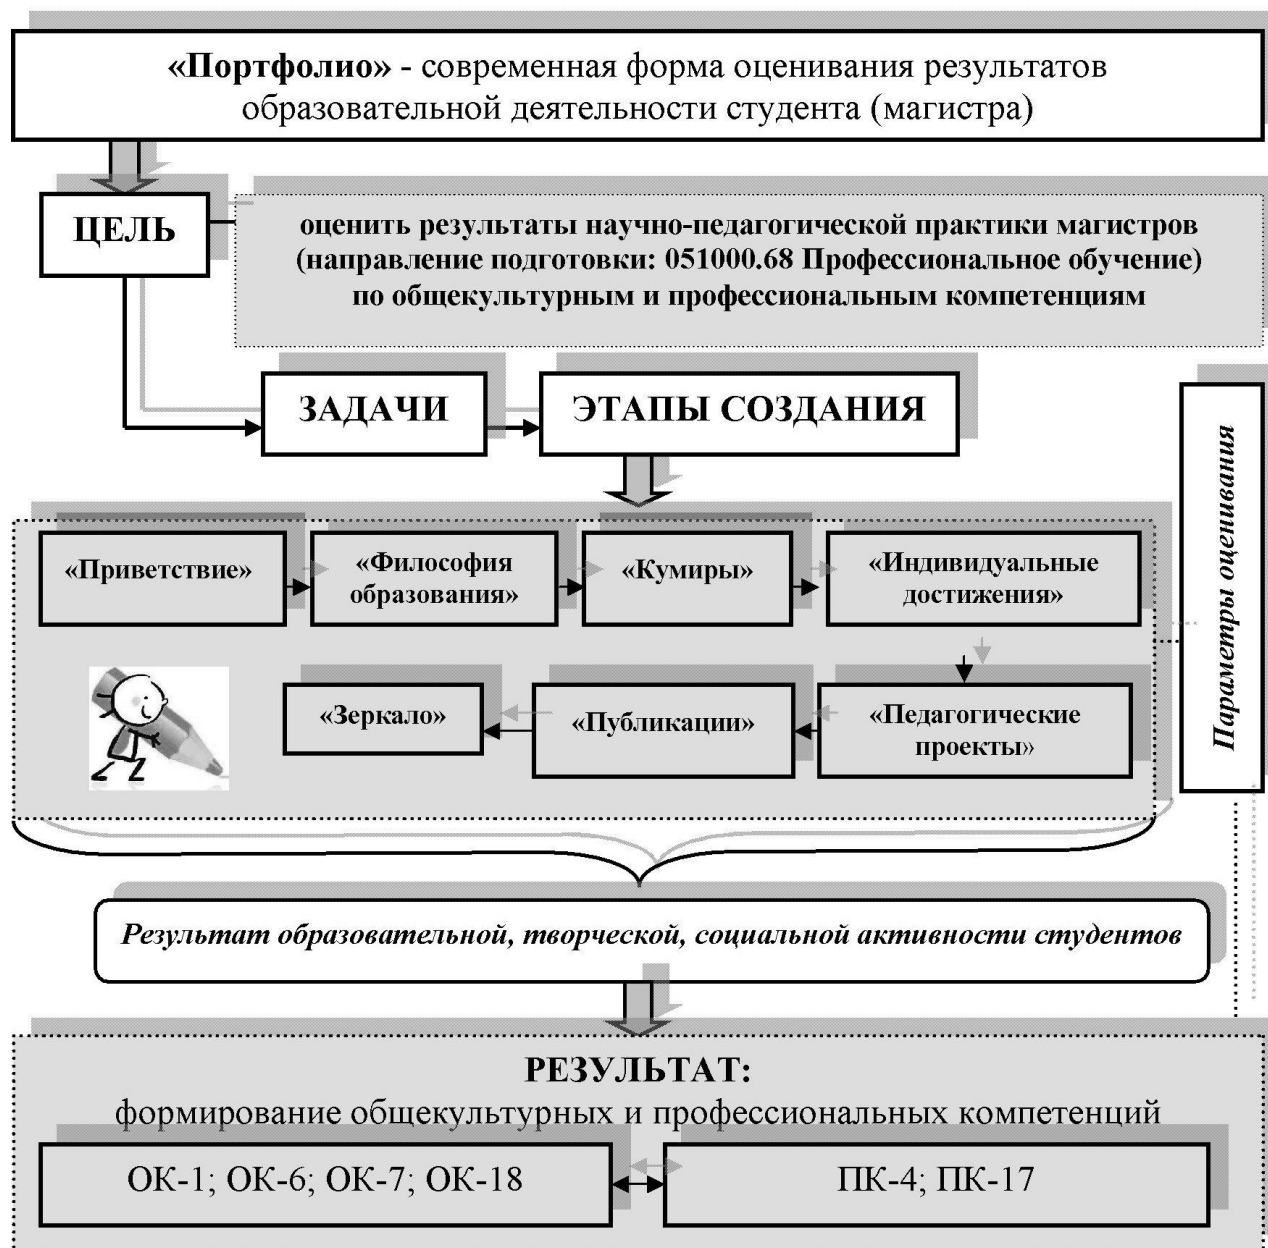 «Портфолио» - современная форма оценивания результатов
образовательной деятельности студента (магистра)
ЦЕЛЬ
оценить результаты научно-педагогической практики магистров
(направление подготовки: 051000.68 Профессиональное обучение)
по общекультурным и профессиональным компетенциям
ЗАДАЧИ
ЭТАПЫ СОЗДАНИЯ
Параметры оценивания
«Приветствие»
«Философия
образования»
«Кумиры»
«Индивидуальные
достижения»
«Зеркало»
«Публикации»
«Педагогические
проекты»
Результат образовательной, творческой, социальной активности студентов
РЕЗУЛЬТАТ:
формирование общекультурных и профессиональных компетенций
ОК-1; ОК-6; ОК-7; ОК-18
ПК-4; ПК-17